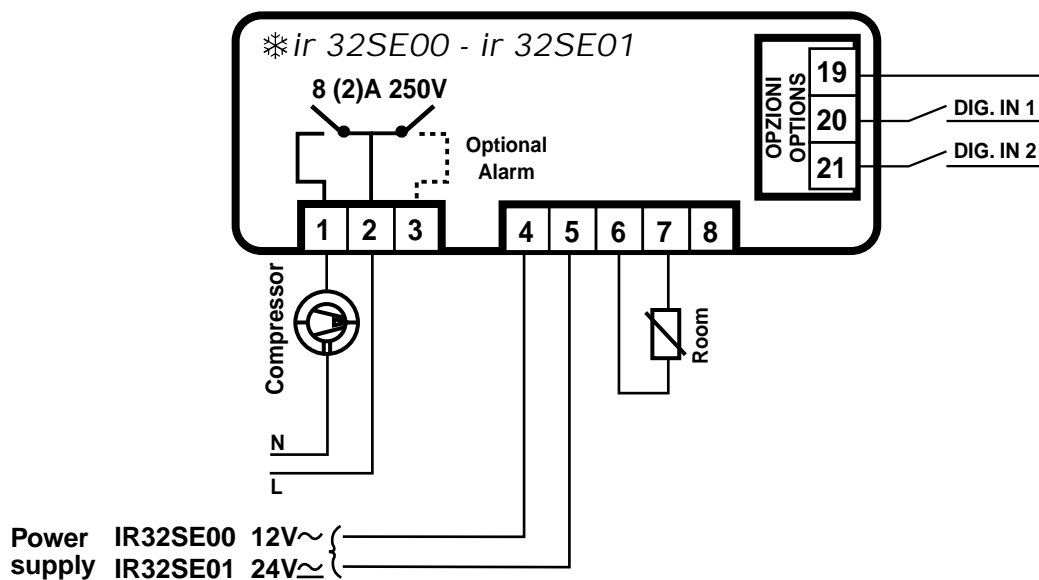 ir 32SE00 - ir 32SE01
8 (2)A 250V
Optional
Alarm
OPZIONI
OPTIONS
19
20
21
DIG. IN 1
DIG. IN 2
1 2 3
4 5 6 7 8
Compressor
Room
N
L
Power supply
IR32SE00 12V~
IR32SE01 24V⎓~